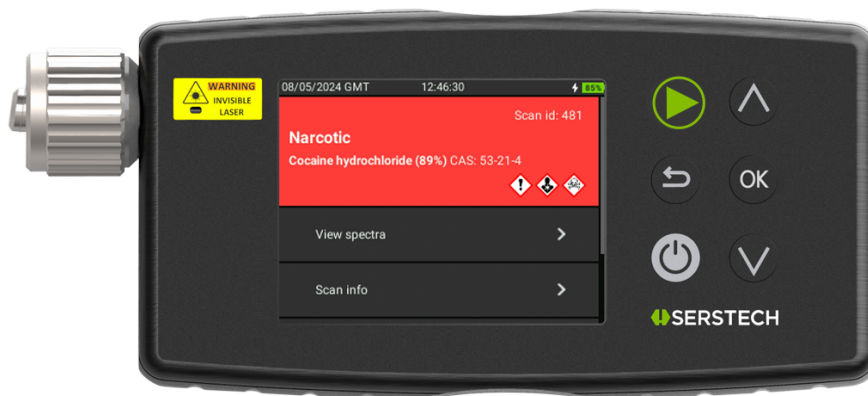 WARNING
INVISIBLE
LASER
08/05/2024 GMT 12:46:30 85%
Scan id: 481
Narcotic
Cocaine hydrochloride (89%) CAS: 53-21-4
View spectra
Scan info
OK
SERSTECH